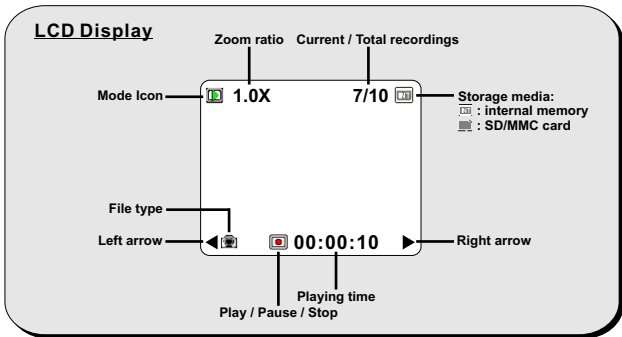 LCD Display
Zoom ratio
Current / Total recordings
Mode Icon
1.0X
7/10
Storage media:
: internal memory
: SD/MMC card
File type
Left arrow
00:00:10
Right arrow
Playing time
Play / Pause / Stop